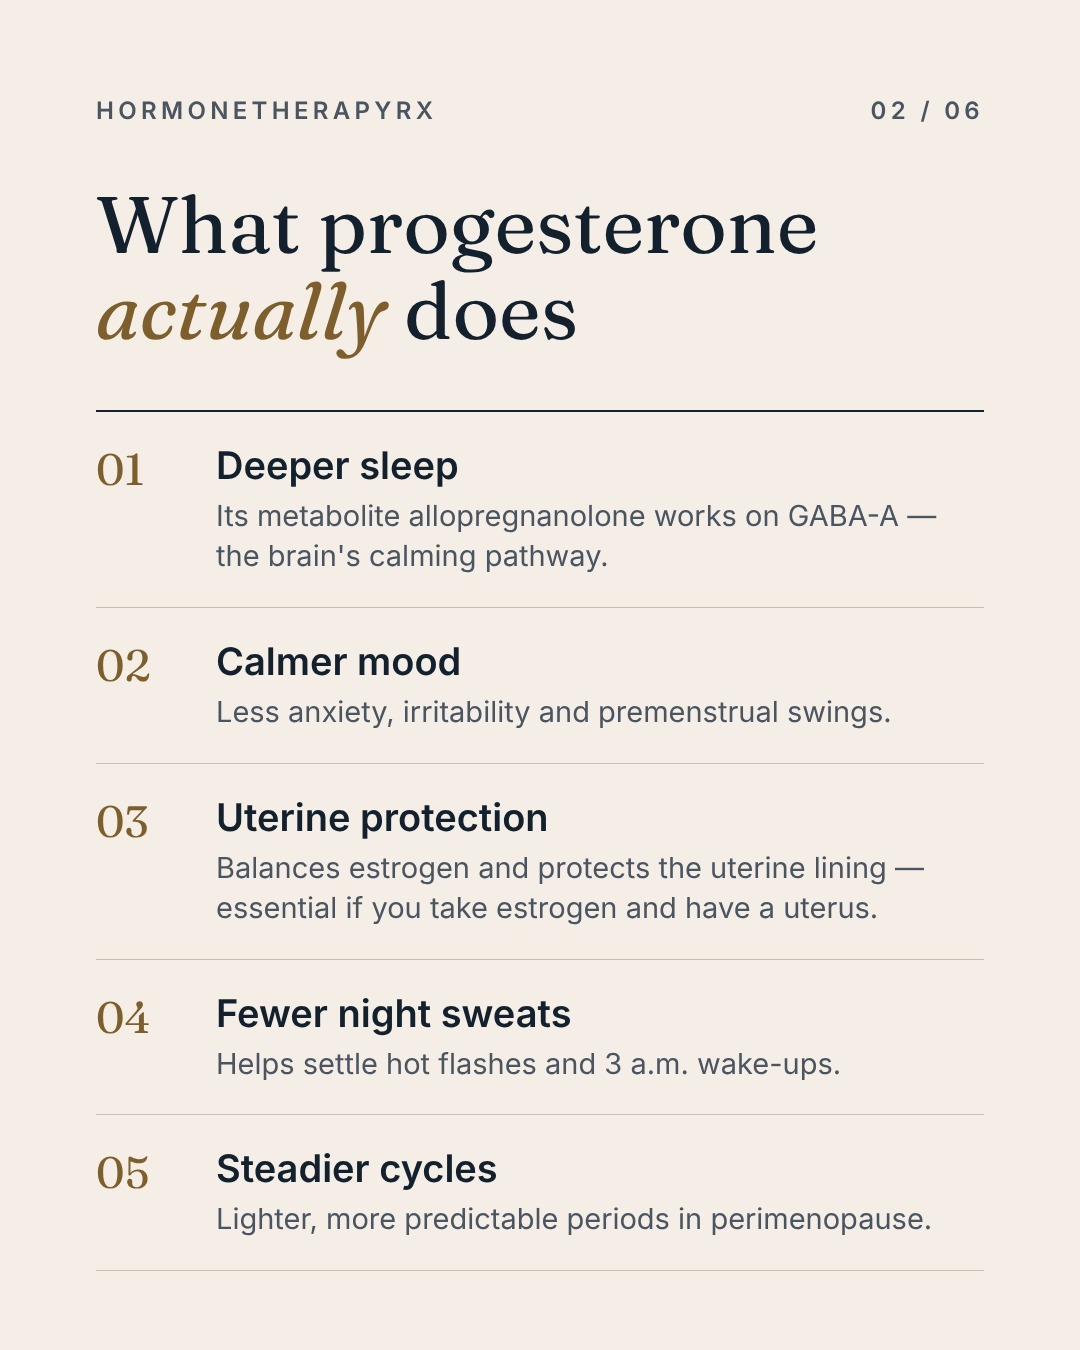 HORMONETHERAPYRX
02 / 06
What progesterone
actually does
01
Deeper sleep
Its metabolite allopregnanolone works on GABA-A —
the brain's calming pathway.
02
Calmer mood
Less anxiety, irritability and premenstrual swings.
03
Uterine protection
Balances estrogen and protects the uterine lining —
essential if you take estrogen and have a uterus.
04
Fewer night sweats
Helps settle hot flashes and 3 a.m. wake-ups.
05
Steadier cycles
Lighter, more predictable periods in perimenopause.